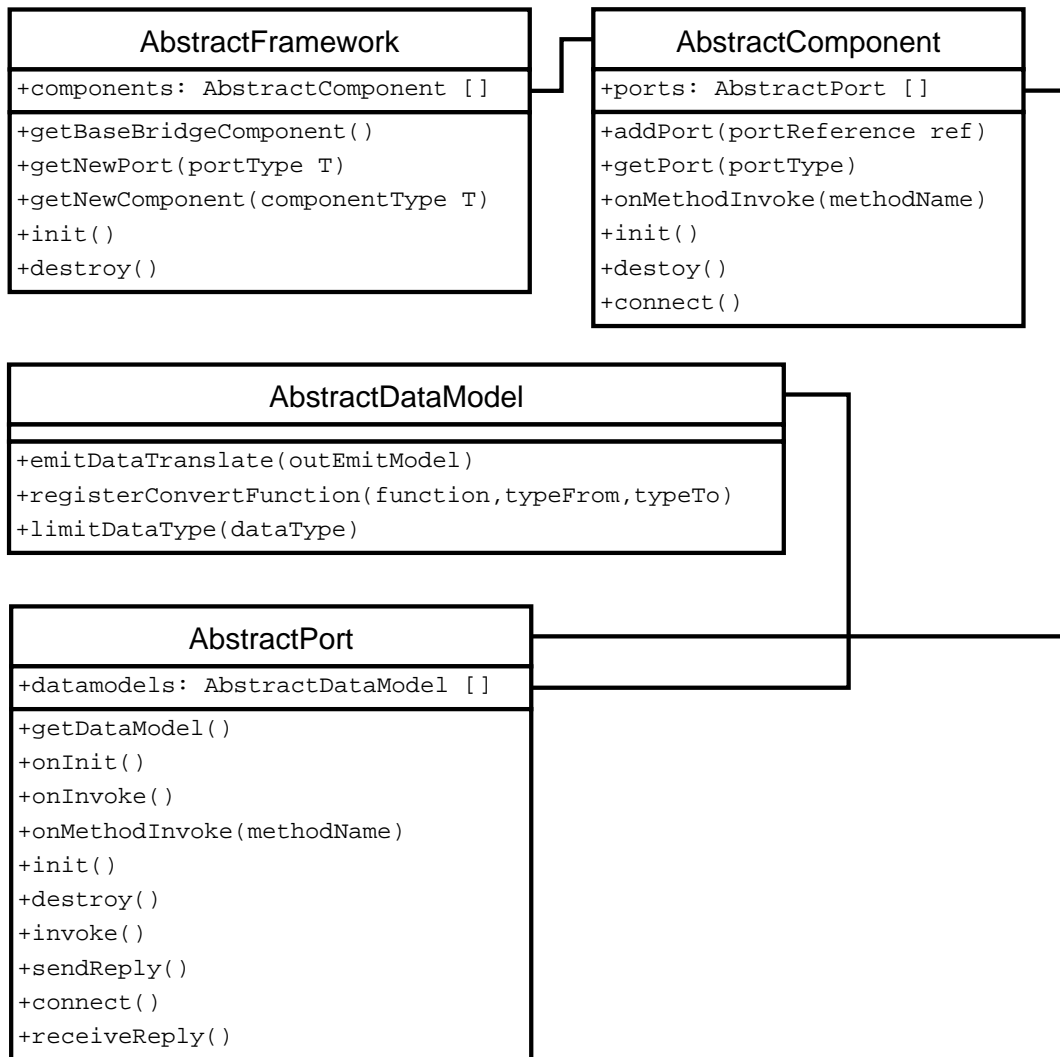 AbstractFramework
+components: AbstractComponent []
+getBaseBridgeComponent()
+getNewPort(portType T)
+getNewComponent(componentType T)
+init()
+destroy()
AbstractComponent
+ports: AbstractPort []
+addPort(portReference ref)
+getPort(portType)
+onMethodInvoke(methodName)
+init()
+destoy()
+connect()
AbstractDataModel
+emitDataTranslate(outEmitModel)
+registerConvertFunction(function,typeFrom,typeTo)
+limitDataType(dataType)
AbstractPort
+datamodels: AbstractDataModel []
+getDataModel()
+onInit()
+onInvoke()
+onMethodInvoke(methodName)
+init()
+destroy()
+invoke()
+sendReply()
+connect()
+receiveReply()